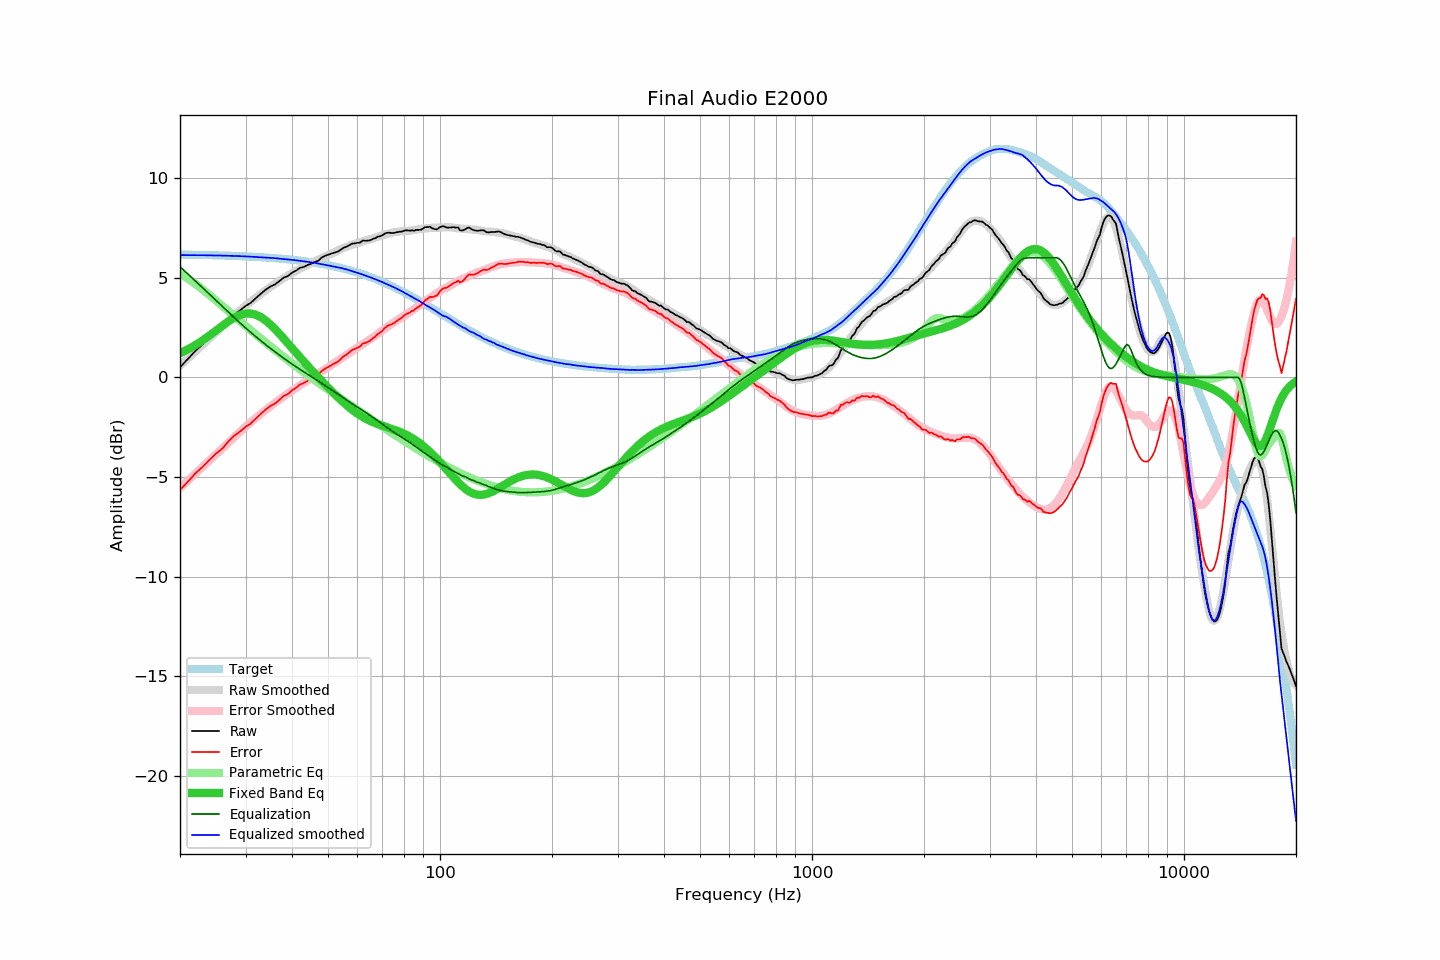 Final Audio E2000
Amplitude (dBr)
10
5
0
−5
−10
−15
−20
Target
Raw Smoothed
Error Smoothed
Raw
Error
Parametric Eq
Fixed Band Eq
Equalization
Equalized smoothed
100 1000 10000
Frequency (Hz)